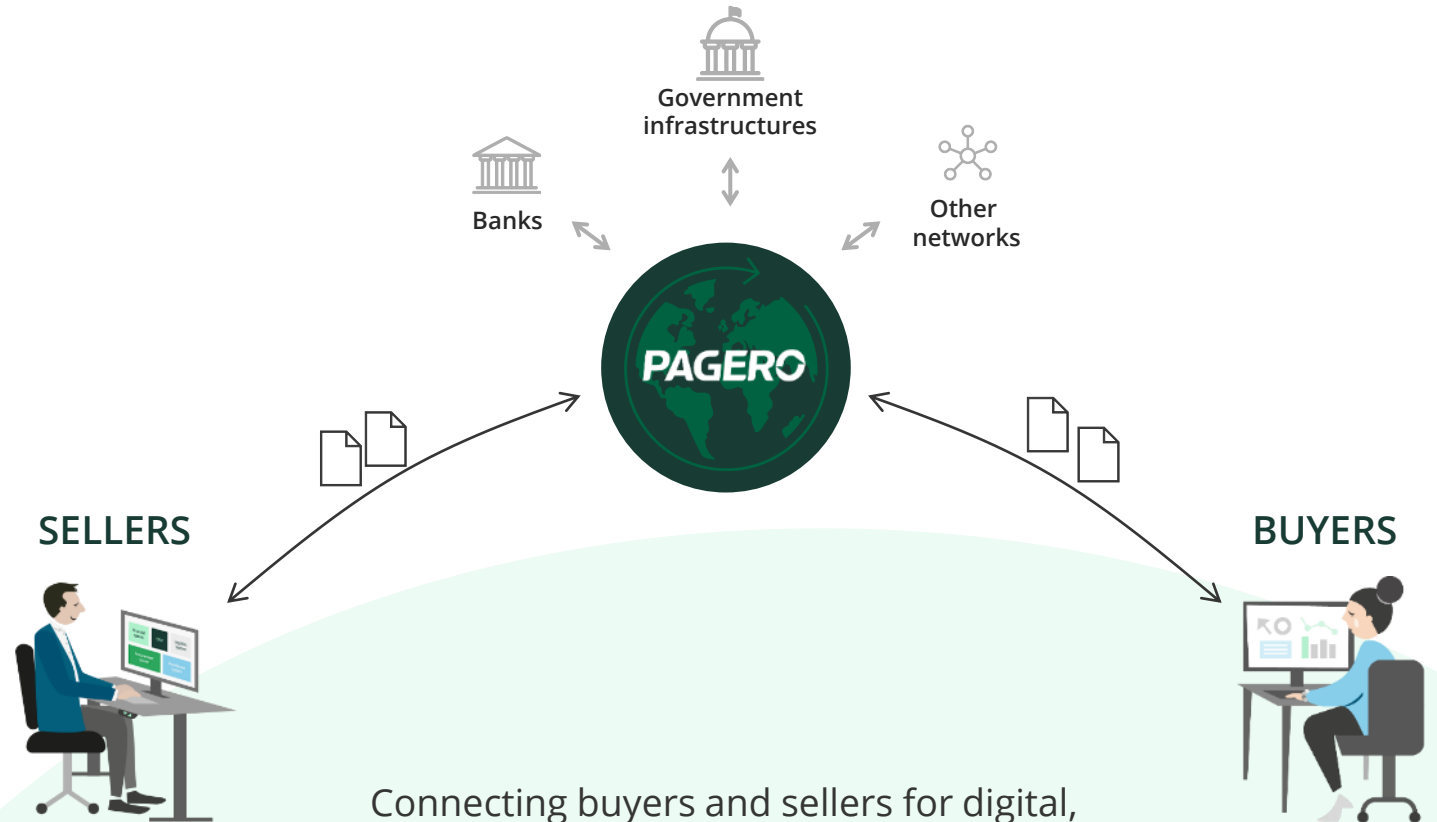 Government
infrastructures
Banks
Other
networks
PAGERO
SELLERS
BUYERS
Connecting buyers and sellers for digital,